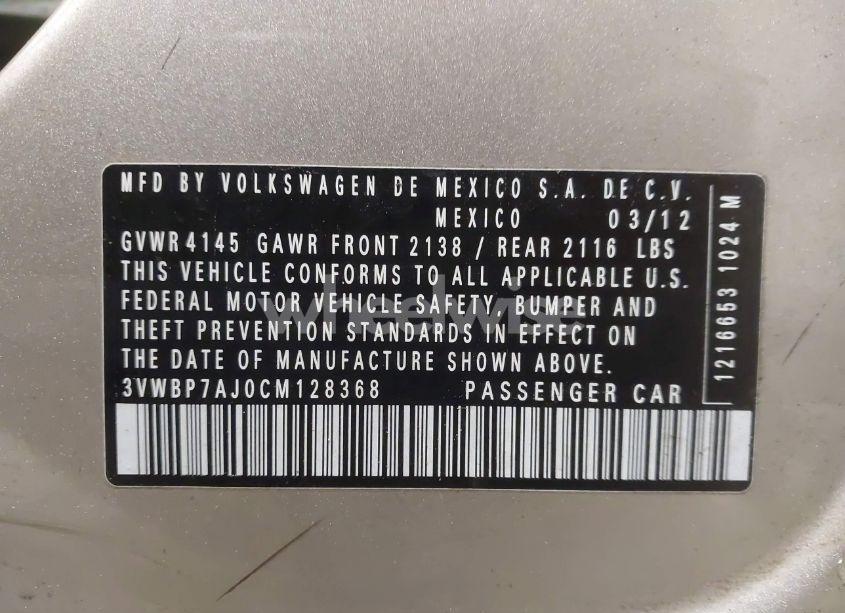 MFD BY VOLKSWAGEN DE MEXICO S.A. DE C.V.
MEXICO 03/12
GVWR 4145 GAWR FRONT 2138 / REAR 2116 LBS
THIS VEHICLE CONFORMS TO ALL APPLICABLE U.S.
FEDERAL MOTOR VEHICLE SAFETY, BUMPER AND
THEFT PREVENTION STANDARDS IN EFFECT ON
THE DATE OF MANUFACTURE SHOWN ABOVE.
3VWBP7AJ0CM128368 PASSENGER CAR
1216653 1024 M
wheelwise